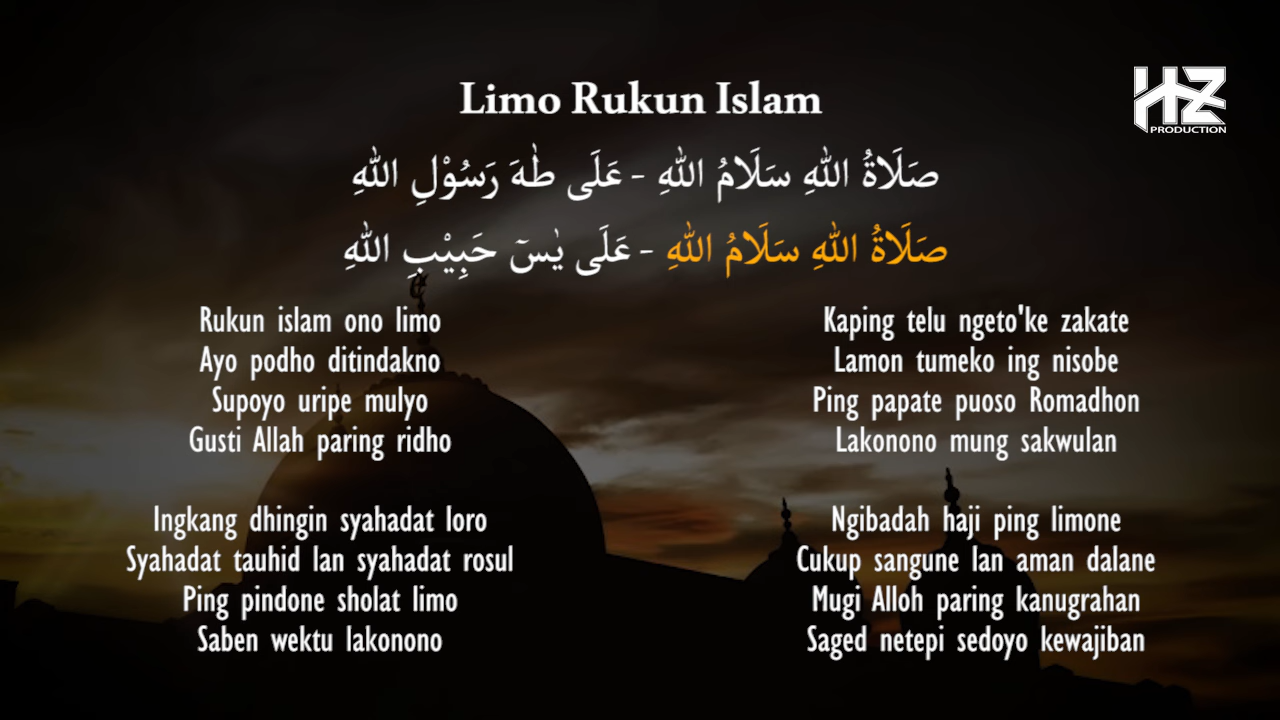 Limo Rukun Islam
HZ
PRODUCTION
صَلَاةُ اللهِ سَلَامُ اللهِ - عَلَى طٰهَ رَسُوْلِ اللهِ
صَلَاةُ اللهِ سَلَامُ اللهِ - عَلَى يٰسٓ حَبِيْبِ اللهِ
Rukun islam ono limo
Ayo podho ditindakno
Supoyo uripe mulyo
Gusti Allah paring ridho
Ingkang dhingin syahadat loro
Syahadat tauhid lan syahadat rosul
Ping pindone sholat limo
Saben wektu lakonono
Kaping telu ngeto'ke zakate
Lamon tumeko ing nisobe
Ping papate puoso Romadhon
Lakonono mung sakwulan
Ngibadah haji ping limone
Cukup sangune lan aman dalane
Mugi Alloh paring kanugrahan
Saged netepi sedoyo kewajiban